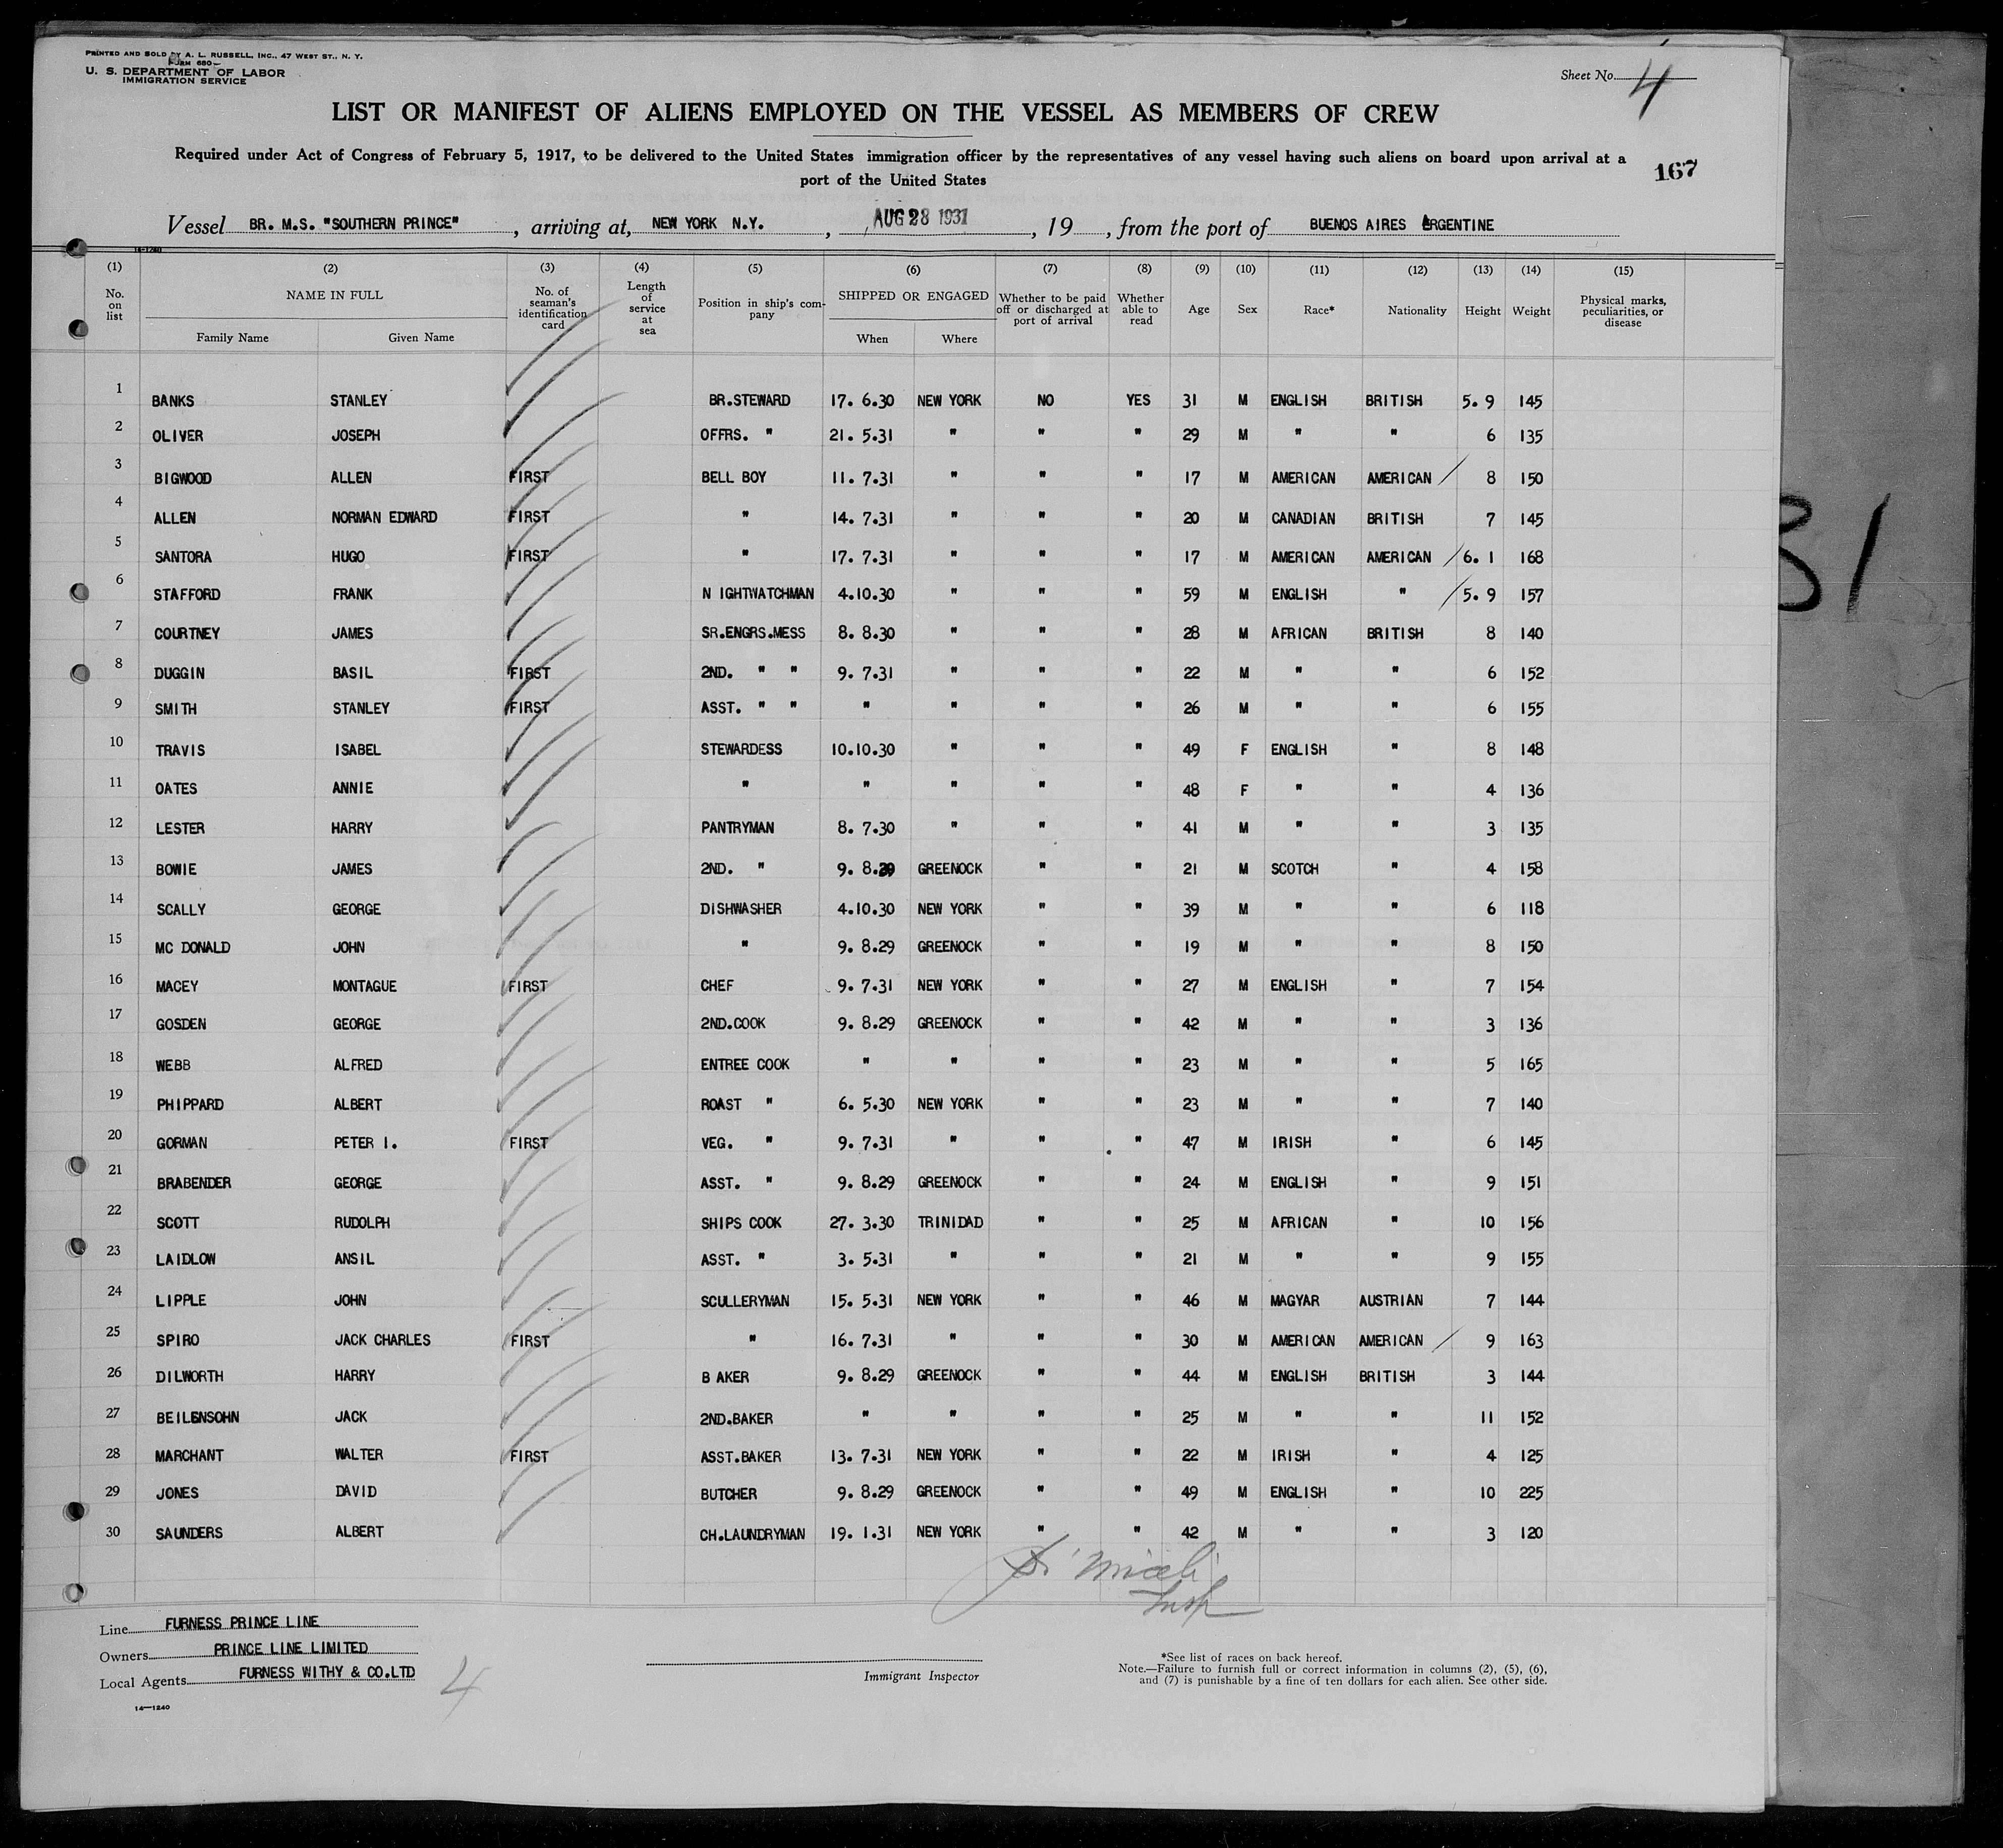 PRINTED AND SOLD BY A. L. RUSSELL, INC., 47 WEST ST., N. Y.
FORM 680
U. S. DEPARTMENT OF LABOR
IMMIGRATION SERVICE
Sheet No. 4
LIST OR MANIFEST OF ALIENS EMPLOYED ON THE VESSEL AS MEMBERS OF CREW
Required under Act of Congress of February 5, 1917, to be delivered to the United States immigration officer by the representatives of any vessel having such aliens on board upon arrival at a
port of the United States
167
Vessel BR. M.S. "SOUTHERN PRINCE", arriving at, NEW YORK N.Y., AUG 28 1931, 19, from the port of BUENOS AIRES ARGENTINE
14-1240
(1) (2) (3) (4) (5) (6) (7) (8) (9) (10) (11) (12) (13) (14) (15)
No. on list NAME IN FULL Family Name Given Name No. of seaman's identification card Length of service at sea Position in ship's company SHIPPED OR ENGAGED When Where Whether to be paid off or discharged at port of arrival Whether able to read Age Sex Race* Nationality Height Weight Physical marks, peculiarities, or disease
1 BANKS STANLEY BR.STEWARD 17. 6.30 NEW YORK NO YES 31 M ENGLISH BRITISH 5. 9 145
2 OLIVER JOSEPH OFFRS. " 21. 5.31 " " " 29 M " " 6 135
3 BIGWOOD ALLEN FIRST BELL BOY 11. 7.31 " " " 17 M AMERICAN AMERICAN / 8 150
4 ALLEN NORMAN EDWARD FIRST " 14. 7.31 " " " 20 M CANADIAN BRITISH 7 145
5 SANTORA HUGO FIRST " 17. 7.31 " " " 17 M AMERICAN AMERICAN / 6. 1 168
6 STAFFORD FRANK N IGHTWATCHMAN 4.10.30 " " " 59 M ENGLISH " / 5. 9 157
7 COURTNEY JAMES SR.ENGRS.MESS 8. 8.30 " " " 28 M AFRICAN BRITISH 8 140
8 DUGGIN BASIL FIRST 2ND. " " 9. 7.31 " " " 22 M " " 6 152
9 SMITH STANLEY FIRST ASST. " " " " " " 26 M " " 6 155
10 TRAVIS ISABEL STEWARDESS 10.10.30 " " " 49 F ENGLISH " 8 148
11 OATES ANNIE " " " " " 48 F " " 4 136
12 LESTER HARRY PANTRYMAN 8. 7.30 " " " 41 M " " 3 135
13 BOWIE JAMES 2ND. " 9. 8.29 GREENOCK " " 21 M SCOTCH " 4 158
14 SCALLY GEORGE DISHWASHER 4.10.30 NEW YORK " " 39 M " " 6 118
15 MC DONALD JOHN " 9. 8.29 GREENOCK " " 19 M " " 8 150
16 MACEY MONTAGUE FIRST CHEF 9. 7.31 NEW YORK " " 27 M ENGLISH " 7 154
17 GOSDEN GEORGE 2ND.COOK 9. 8.29 GREENOCK " " 42 M " " 3 136
18 WEBB ALFRED ENTREE COOK " " " " 23 M " " 5 165
19 PHIPPARD ALBERT ROAST " 6. 5.30 NEW YORK " " 23 M " " 7 140
20 GORMAN PETER I. FIRST VEG. " 9. 7.31 " " " 47 M IRISH " 6 145
21 BRABENDER GEORGE ASST. " 9. 8.29 GREENOCK " " 24 M ENGLISH " 9 151
22 SCOTT RUDOLPH SHIPS COOK 27. 3.30 TRINIDAD " " 25 M AFRICAN " 10 156
23 LAIDLOW ANSIL ASST. " 3. 5.31 " " " 21 M " " 9 155
24 LIPPLE JOHN SCULLERYMAN 15. 5.31 NEW YORK " " 46 M MAGYAR AUSTRIAN 7 144
25 SPIRO JACK CHARLES FIRST " 16. 7.31 " " " 30 M AMERICAN AMERICAN / 9 163
26 DILWORTH HARRY B AKER 9. 8.29 GREENOCK " " 44 M ENGLISH BRITISH 3 144
27 BEILENSOHN JACK 2ND.BAKER " " " " 25 M " " 11 152
28 MARCHANT WALTER FIRST ASST.BAKER 13. 7.31 NEW YORK " " 22 M IRISH " 4 125
29 JONES DAVID BUTCHER 9. 8.29 GREENOCK " " 49 M ENGLISH " 10 225
30 SAUNDERS ALBERT CH.LAUNDRYMAN 19. 1.31 NEW YORK " " 42 M " " 3 120
Insp
Line FURNESS PRINCE LINE
Owners PRINCE LINE LIMITED
Local Agents FURNESS WITHY & CO.LTD
4
Immigrant Inspector
*See list of races on back hereof.
Note.—Failure to furnish full or correct information in columns (2), (5), (6),
and (7) is punishable by a fine of ten dollars for each alien. See other side.
14—1240
31